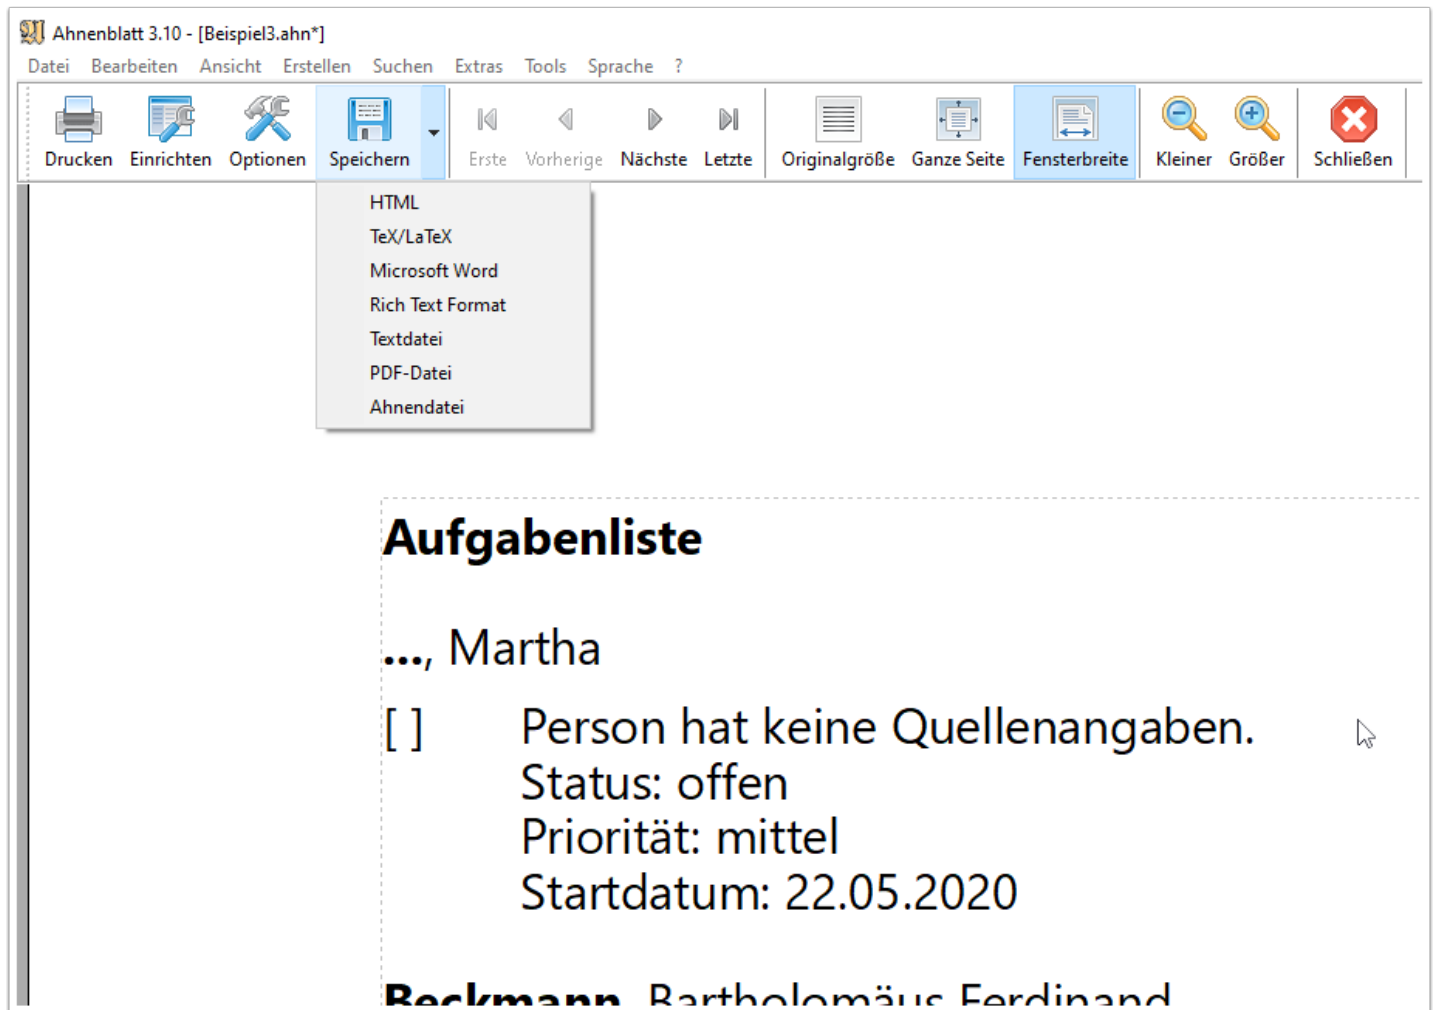 Ahnenblatt 3.10 - [Beispiel3.ahn*]
Datei Bearbeiten Ansicht Erstellen Suchen Extras Tools Sprache ?
Drucken Einrichten Optionen Speichern Erste Vorherige Nächste Letzte Originalgröße Ganze Seite Fensterbreite Kleiner Größer Schließen
HTML
TeX/LaTeX
Microsoft Word
Rich Text Format
Textdatei
PDF-Datei
Ahnendatei
Aufgabenliste
..., Martha
[ ] Person hat keine Quellenangaben.
Status: offen
Priorität: mittel
Startdatum: 22.05.2020
Beckmann, Bartholomäus Ferdinand